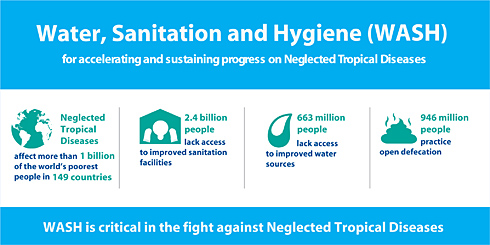 Water, Sanitation and Hygiene (WASH)
for accelerating and sustaining progress on Neglected Tropical Diseases
Neglected
Tropical
Diseases
affect more than 1 billion
of the world's poorest
people in 149 countries
2.4 billion
people
lack access
to improved sanitation
facilities
663 million
people
lack access
to improved water
sources
946 million
people
practice
open defecation
WASH is critical in the fight against Neglected Tropical Diseases